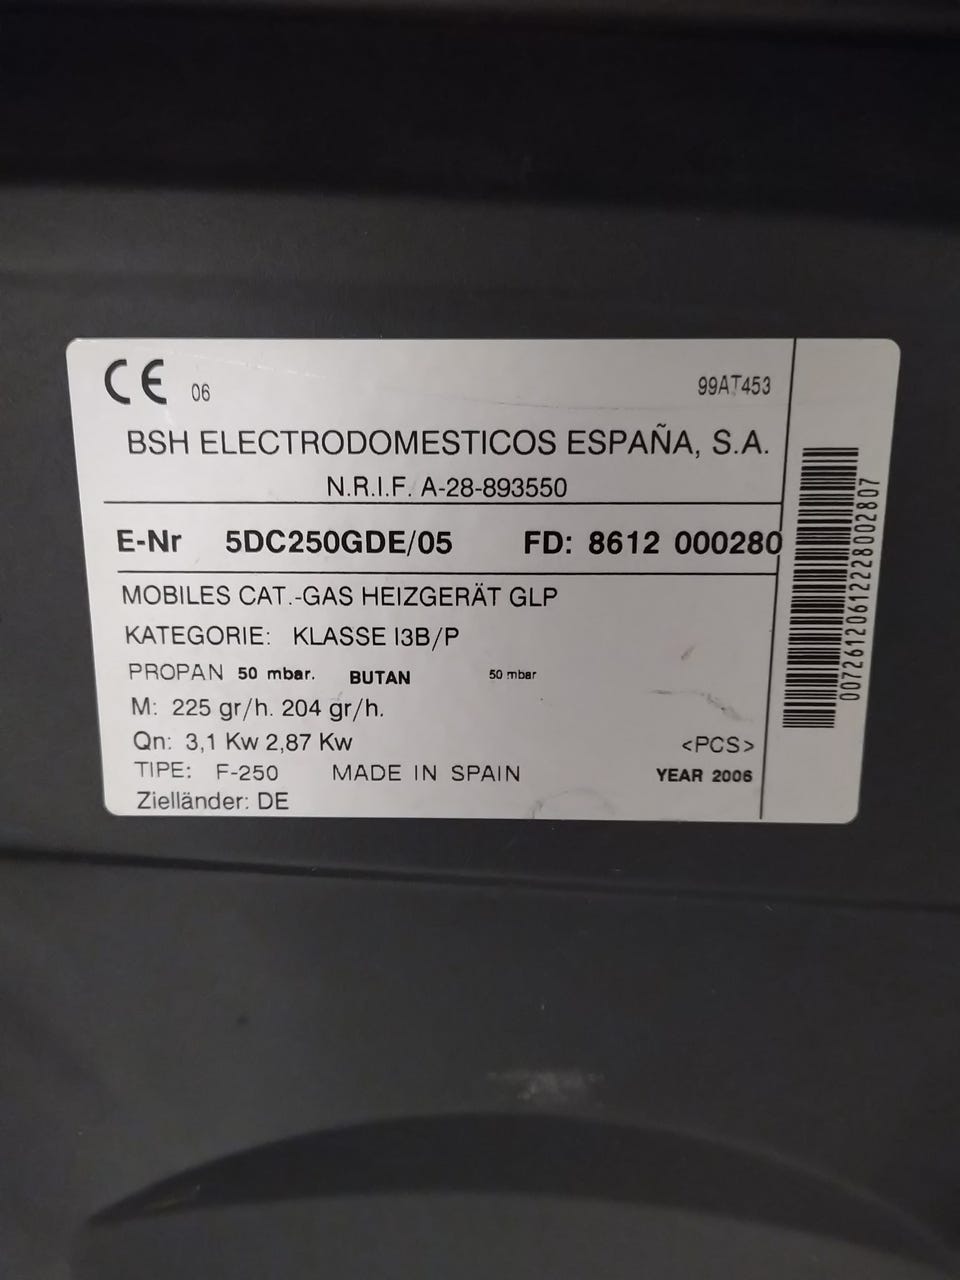 CE 06 99AT453
BSH ELECTRODOMESTICOS ESPAÑA, S.A.
N.R.I.F. A-28-893550
E-Nr 5DC250GDE/05 FD: 8612 000280
MOBILES CAT.-GAS HEIZGERÄT GLP
KATEGORIE: KLASSE I3B/P
PROPAN 50 mbar. BUTAN 50 mbar
M: 225 gr/h. 204 gr/h.
Qn: 3,1 Kw 2,87 Kw <PCS>
TIPE: F-250 MADE IN SPAIN YEAR 2006
Zielländer: DE
00726120612228002807